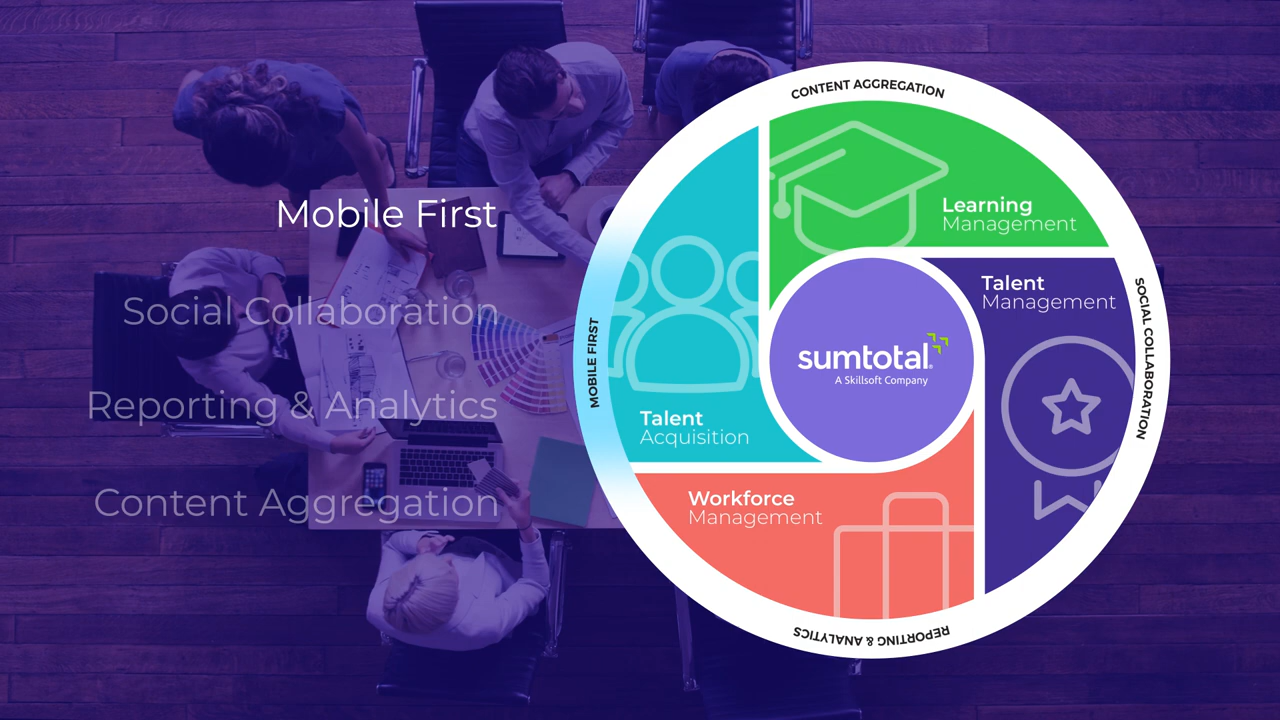 Mobile First
Social Collaboration
Reporting & Analytics
Content Aggregation
CONTENT AGGREGATION
Learning
Management
Talent
Management
SOCIAL COLLABORATION
MOBILE FIRST
sumtotal®
A Skillsoft Company
Talent
Acquisition
Workforce
Management
REPORTING & ANALYTICS